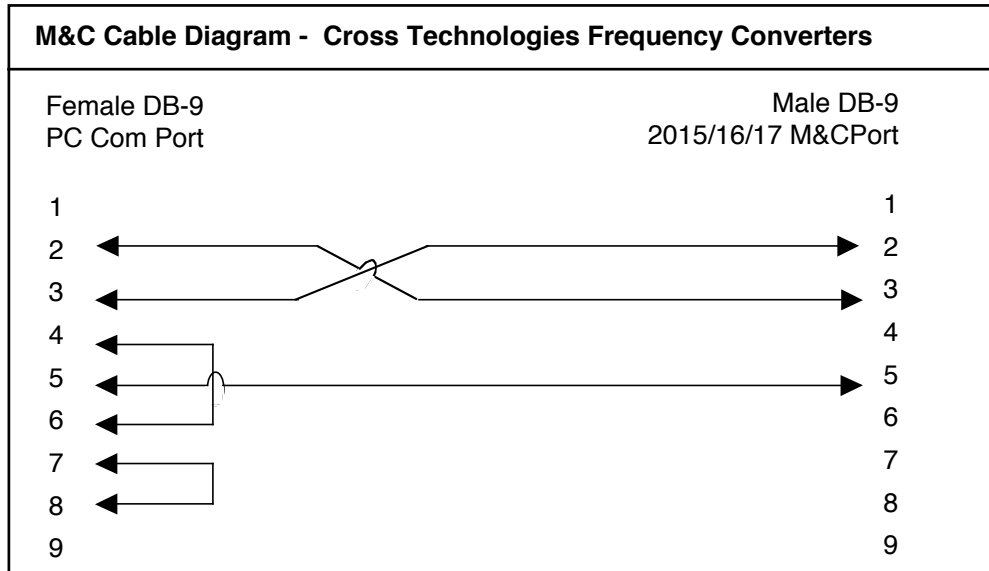 M&C Cable Diagram - Cross Technologies Frequency Converters
Female DB-9
PC Com Port
Male DB-9
2015/16/17 M&CPort
1 1
2 2
3 3
4 4
5 5
6 6
7 7
8 8
9 9